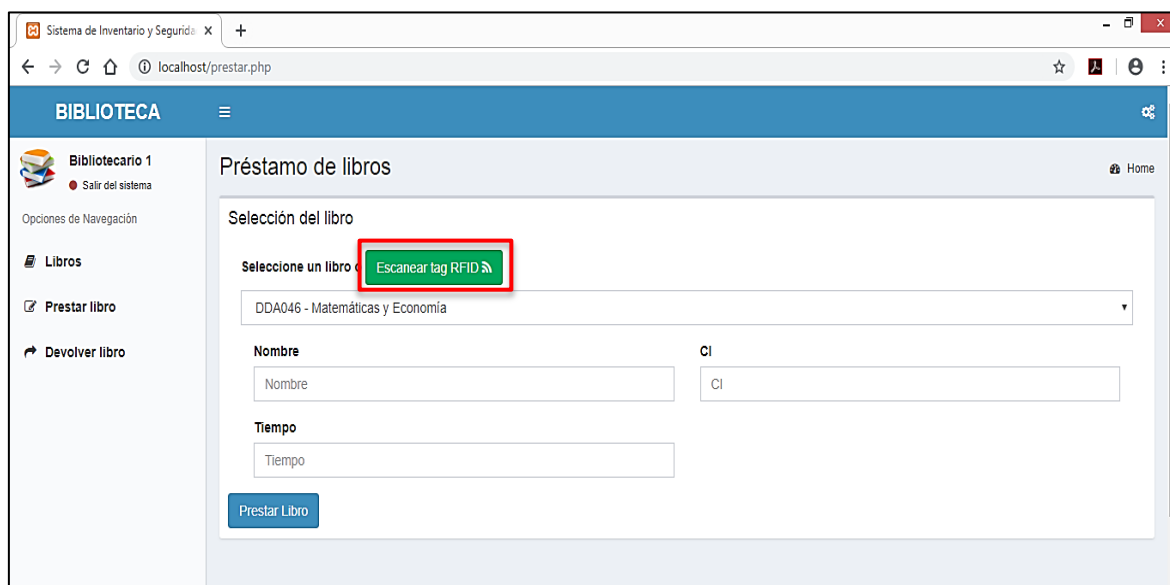 Sistema de Inventario y Segurida
localhost/prestar.php
BIBLIOTECA
Bibliotecario 1
Salir del sistema
Opciones de Navegación
Libros
Prestar libro
Devolver libro
Préstamo de libros
Home
Selección del libro
Seleccione un libro Escanear tag RFID
DDA046 - Matemáticas y Economía
Nombre CI
Nombre CI
Tiempo
Tiempo
Prestar Libro